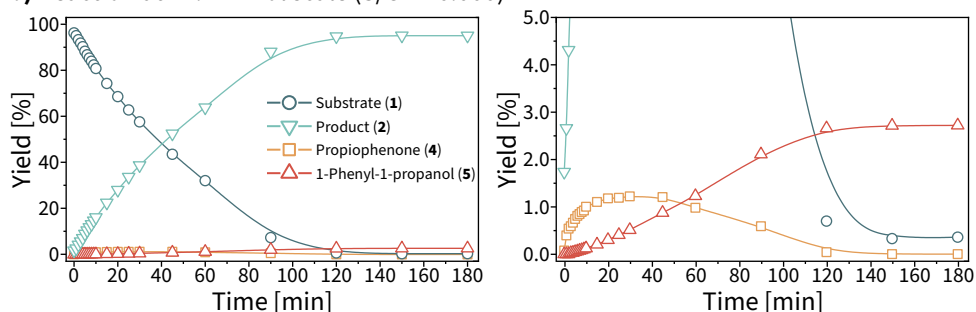 100
80
60
40
20
0
Yield [%]
Substrate (1)
Product (2)
Propiophenone (4)
1-Phenyl-1-propanol (5)
0 20 40 60 80 100 120 140 160 180
Time [min]
5.0
4.0
3.0
2.0
1.0
0.0
Yield [%]
0 20 40 60 80 100 120 140 160 180
Time [min]